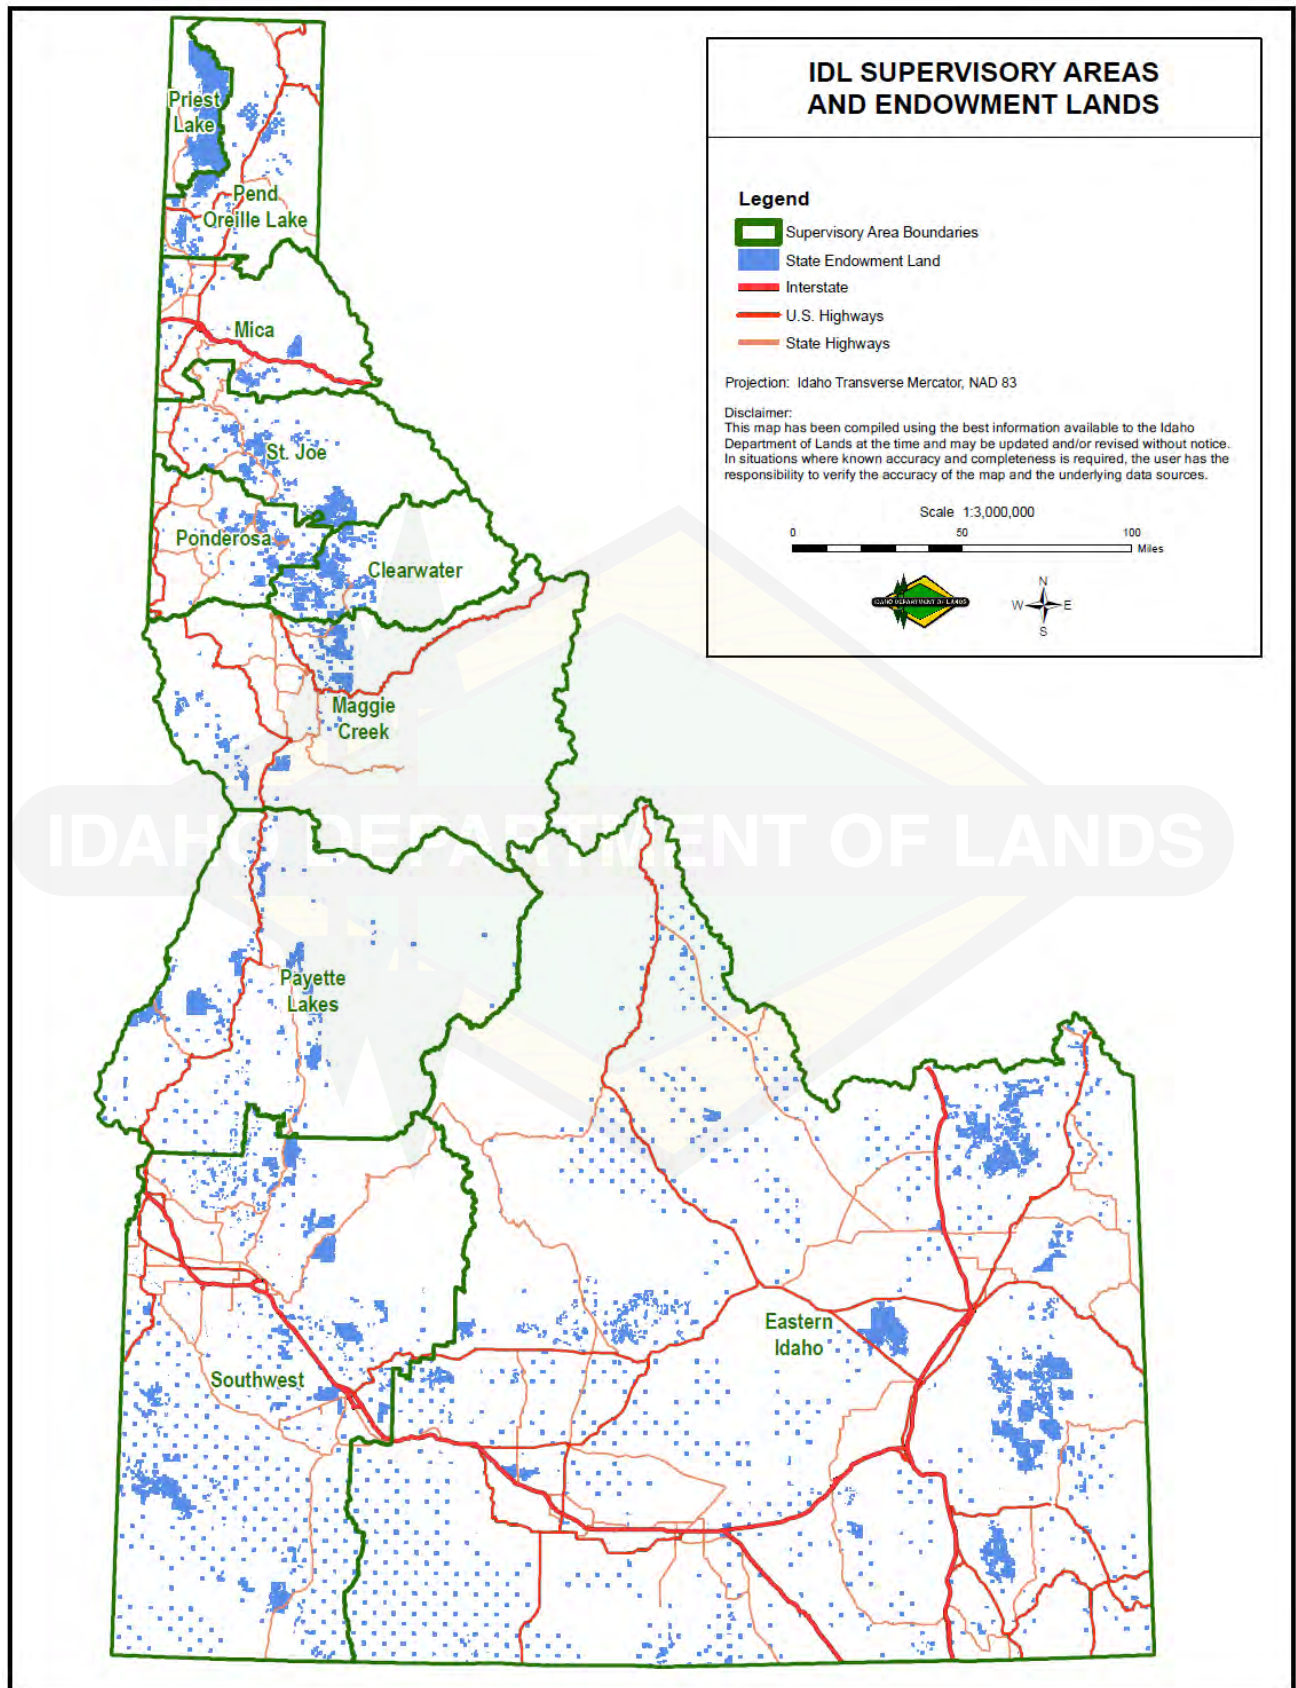 IDL SUPERVISORY AREAS
AND ENDOWMENT LANDS
Legend
Supervisory Area Boundaries
State Endowment Land
Interstate
U.S. Highways
State Highways
Projection: Idaho Transverse Mercator, NAD 83
Disclaimer:
This map has been compiled using the best information available to the Idaho
Department of Lands at the time and may be updated and/or revised without notice.
In situations where known accuracy and completeness is required, the user has the
responsibility to verify the accuracy of the map and the underlying data sources.
Scale 1:3,000,000
0 50 100
Miles
IDAHO DEPARTMENT OF LANDS
N
W E
S
Priest
Lake
Pend
Oreille Lake
Mica
St. Joe
Ponderosa
Clearwater
Maggie
Creek
IDAHO DEPARTMENT OF LANDS
Payette
Lakes
Eastern
Idaho
Southwest